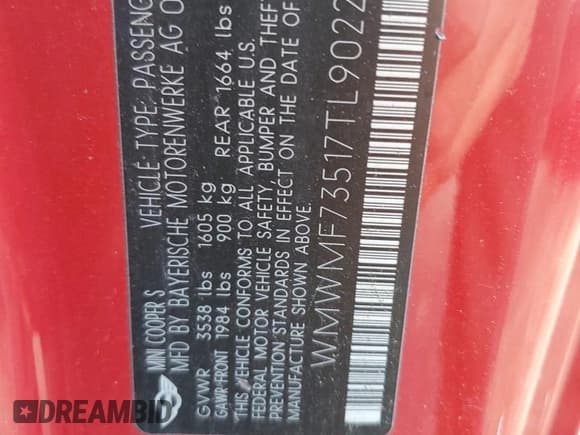 MINI COOPER S VEHICLE TYPE: PASSENG
MFD BY BAYERISCHE MOTORENWERKE AG 0
GVWR 3538 lbs 1605 kg
GAWR-FRONT 1984 lbs 900 kg REAR 1664 lbs
THIS VEHICLE CONFORMS TO ALL APPLICABLE U.S.
FEDERAL MOTOR VEHICLE SAFETY, BUMPER AND THEFT
PREVENTION STANDARDS IN EFFECT ON THE DATE OF
MANUFACTURE SHOWN ABOVE.
WMWMF73517TL9022
DREAMBID